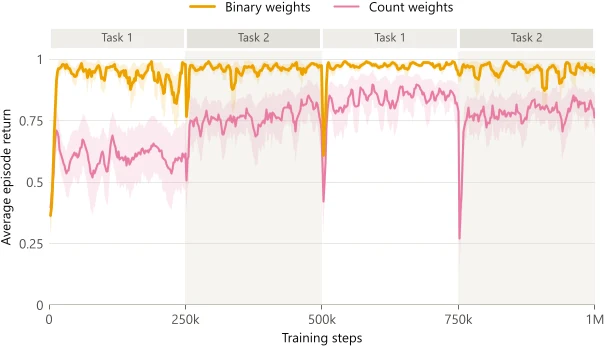 Binary weights Count weights
Task 1 Task 2 Task 1 Task 2
1
0.75
0.5
0.25
0
Average episode return
0 250k 500k 750k 1M
Training steps